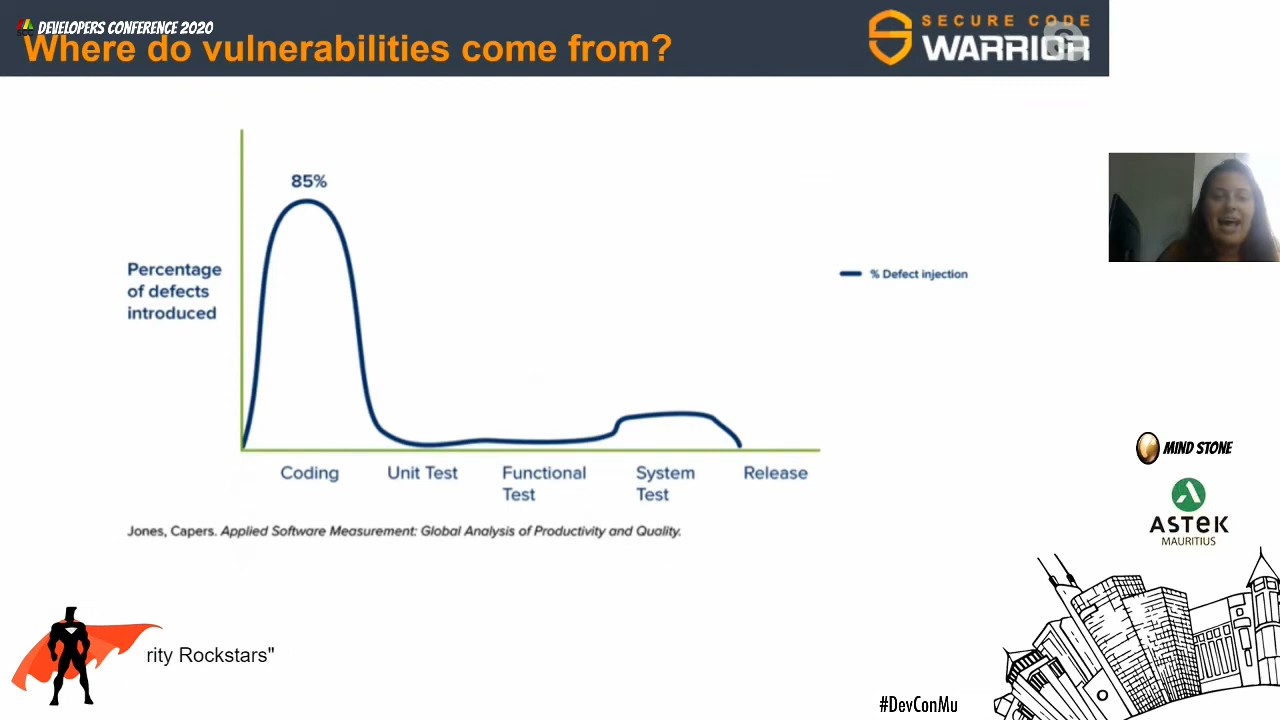 DEVELOPERS CONFERENCE 2020
Where do vulnerabilities come from?
SECURE CODE
WARRIOR
85%
Percentage
of defects
introduced
% Defect injection
Coding
Unit Test
Functional
Test
System
Test
Release
Jones, Capers. Applied Software Measurement: Global Analysis of Productivity and Quality.
MIND STONE
ASTEK
MAURITIUS
rity Rockstars"
#DevConMu